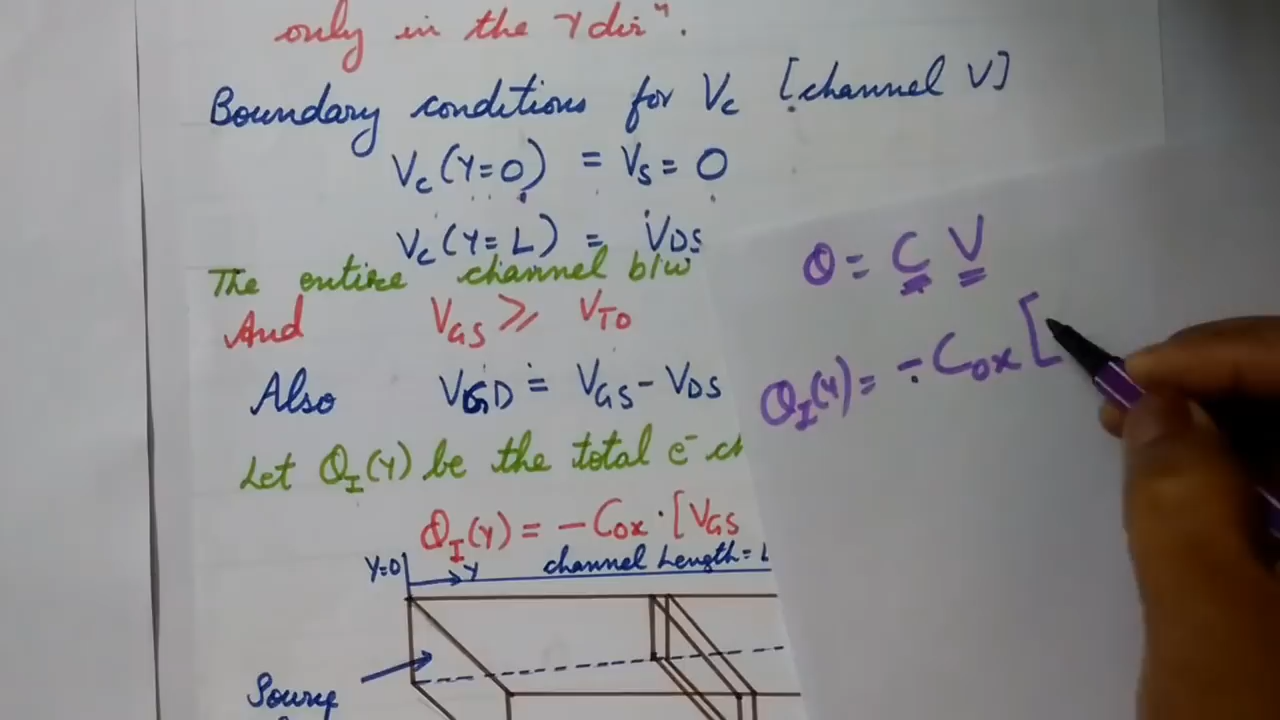 only in the Y dirⁿ.
Boundary conditions for Vc [channel V]
Vc (Y=0) = Vs = 0
Vc (Y=L) = VDS
The entire channel b/w
And VGS ≥ VTO
Also VGD = VGS - VDS
Let QI(Y) be the total e⁻ ch
QI(Y) = - Cox · [VGS
Y=0 Y channel Length = L
Source
Q = C V
QI(Y) = - Cox [